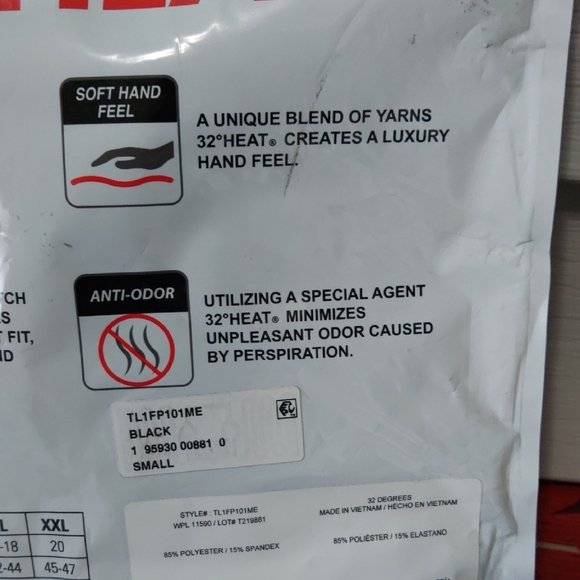 SOFT HAND
FEEL
A UNIQUE BLEND OF YARNS
32°HEAT® CREATES A LUXURY
HAND FEEL.
ANTI-ODOR
UTILIZING A SPECIAL AGENT
32°HEAT® MINIMIZES
UNPLEASANT ODOR CAUSED
BY PERSPIRATION.
TCH
S
FIT,
ND
TL1FP101ME
BLACK
1 95930 00881 0
SMALL
L XXL
-18 20
2-44 45-47
STYLE#: TL1FP101ME
WPL 11590 / LOT# T219881
85% POLYESTER / 15% SPANDEX
32 DEGREES
MADE IN VIETNAM / HECHO EN VIETNAM
85% POLIÉSTER / 15% ELASTANO